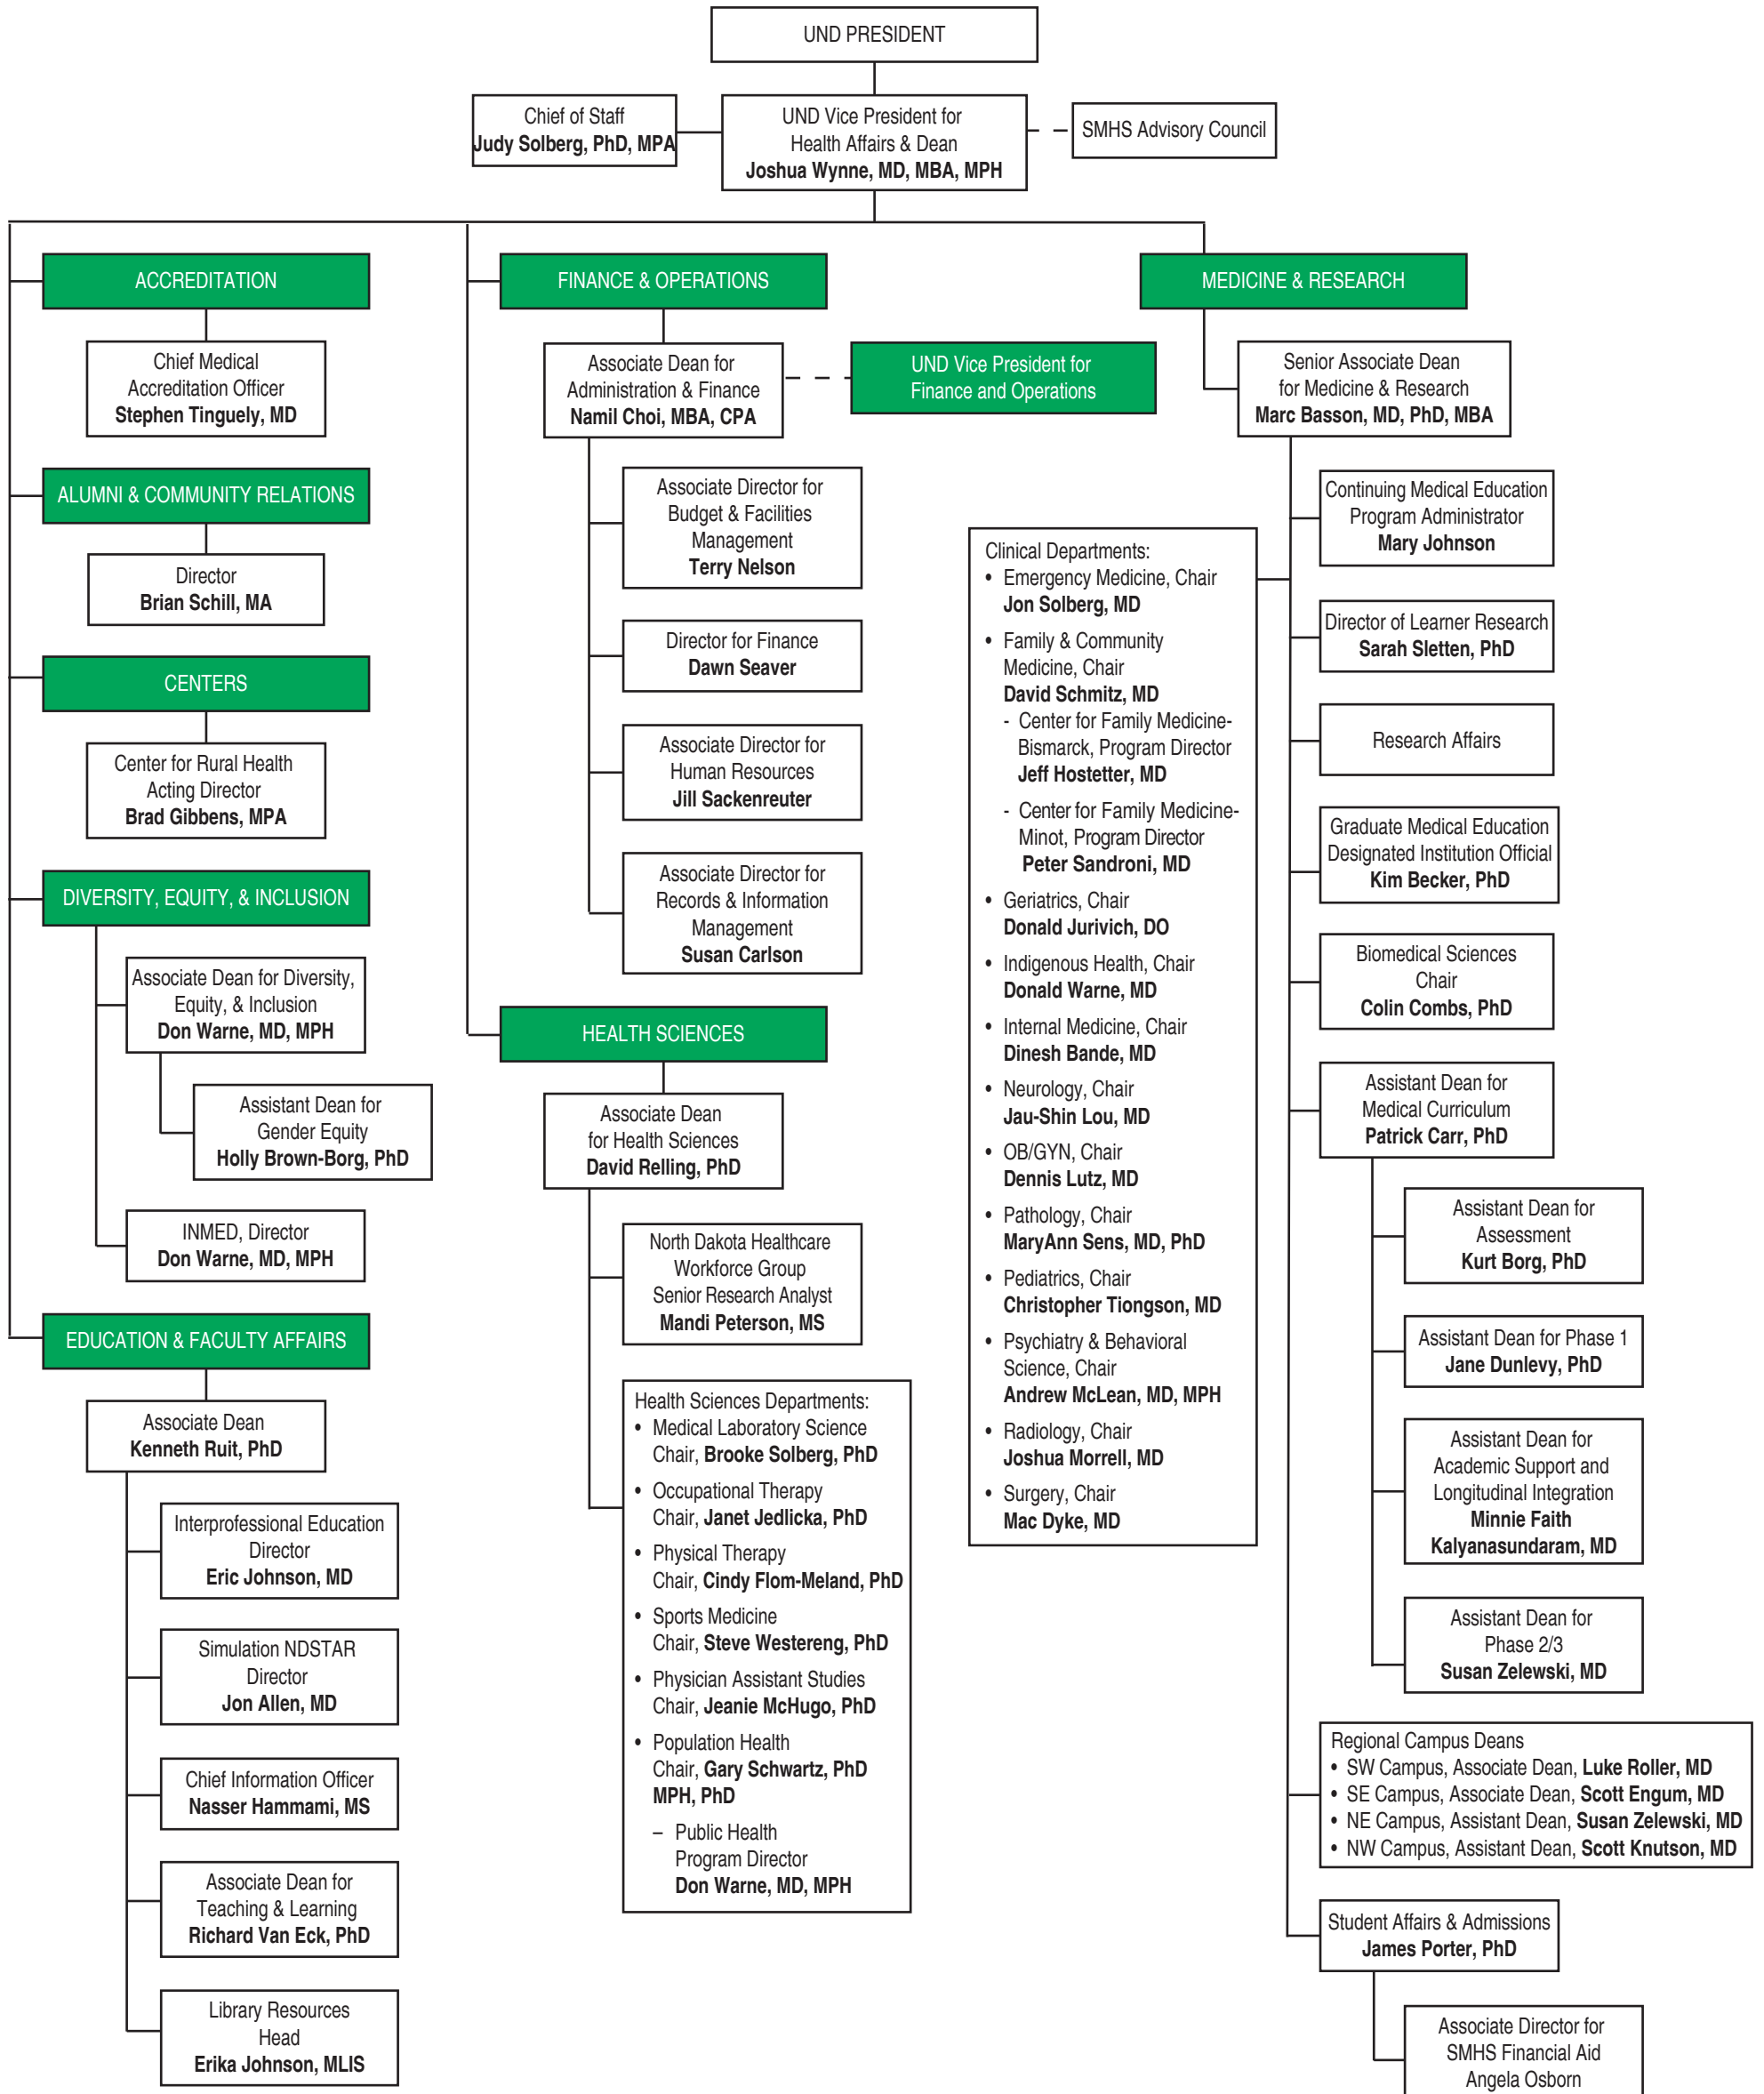 UND PRESIDENT
Chief of Staff
Judy Solberg, PhD, MPA
UND Vice President for
Health Affairs & Dean
Joshua Wynne, MD, MBA, MPH
SMHS Advisory Council
ACCREDITATION
Chief Medical
Accreditation Officer
Stephen Tinguely, MD
ALUMNI & COMMUNITY RELATIONS
Director
Brian Schill, MA
CENTERS
Center for Rural Health
Acting Director
Brad Gibbens, MPA
DIVERSITY, EQUITY, & INCLUSION
Associate Dean for Diversity,
Equity, & Inclusion
Don Warne, MD, MPH
Assistant Dean for
Gender Equity
Holly Brown-Borg, PhD
INMED, Director
Don Warne, MD, MPH
EDUCATION & FACULTY AFFAIRS
Associate Dean
Kenneth Ruit, PhD
Interprofessional Education
Director
Eric Johnson, MD
Simulation NDSTAR
Director
Jon Allen, MD
Chief Information Officer
Nasser Hammami, MS
Associate Dean for
Teaching & Learning
Richard Van Eck, PhD
Library Resources
Head
Erika Johnson, MLIS
FINANCE & OPERATIONS
Associate Dean for
Administration & Finance
Namil Choi, MBA, CPA
UND Vice President for
Finance and Operations
Associate Director for
Budget & Facilities
Management
Terry Nelson
Director for Finance
Dawn Seaver
Associate Director for
Human Resources
Jill Sackenreuter
Associate Director for
Records & Information
Management
Susan Carlson
HEALTH SCIENCES
Associate Dean
for Health Sciences
David Relling, PhD
North Dakota Healthcare
Workforce Group
Senior Research Analyst
Mandi Peterson, MS
Health Sciences Departments:
• Medical Laboratory Science
Chair, Brooke Solberg, PhD
• Occupational Therapy
Chair, Janet Jedlicka, PhD
• Physical Therapy
Chair, Cindy Flom-Meland, PhD
• Sports Medicine
Chair, Steve Westereng, PhD
• Physician Assistant Studies
Chair, Jeanie McHugo, PhD
• Population Health
Chair, Gary Schwartz, PhD
MPH, PhD
– Public Health
Program Director
Don Warne, MD, MPH
MEDICINE & RESEARCH
Senior Associate Dean
for Medicine & Research
Marc Basson, MD, PhD, MBA
Clinical Departments:
• Emergency Medicine, Chair
Jon Solberg, MD
• Family & Community
Medicine, Chair
David Schmitz, MD
- Center for Family Medicine-
Bismarck, Program Director
Jeff Hostetter, MD
- Center for Family Medicine-
Minot, Program Director
Peter Sandroni, MD
• Geriatrics, Chair
Donald Jurivich, DO
• Indigenous Health, Chair
Donald Warne, MD
• Internal Medicine, Chair
Dinesh Bande, MD
• Neurology, Chair
Jau-Shin Lou, MD
• OB/GYN, Chair
Dennis Lutz, MD
• Pathology, Chair
MaryAnn Sens, MD, PhD
• Pediatrics, Chair
Christopher Tiongson, MD
• Psychiatry & Behavioral
Science, Chair
Andrew McLean, MD, MPH
• Radiology, Chair
Joshua Morrell, MD
• Surgery, Chair
Mac Dyke, MD
Continuing Medical Education
Program Administrator
Mary Johnson
Director of Learner Research
Sarah Sletten, PhD
Research Affairs
Graduate Medical Education
Designated Institution Official
Kim Becker, PhD
Biomedical Sciences
Chair
Colin Combs, PhD
Assistant Dean for
Medical Curriculum
Patrick Carr, PhD
Assistant Dean for
Assessment
Kurt Borg, PhD
Assistant Dean for Phase 1
Jane Dunlevy, PhD
Assistant Dean for
Academic Support and
Longitudinal Integration
Minnie Faith
Kalyanasundaram, MD
Assistant Dean for
Phase 2/3
Susan Zelewski, MD
Regional Campus Deans
• SW Campus, Associate Dean, Luke Roller, MD
• SE Campus, Associate Dean, Scott Engum, MD
• NE Campus, Assistant Dean, Susan Zelewski, MD
• NW Campus, Assistant Dean, Scott Knutson, MD
Student Affairs & Admissions
James Porter, PhD
Associate Director for
SMHS Financial Aid
Angela Osborn